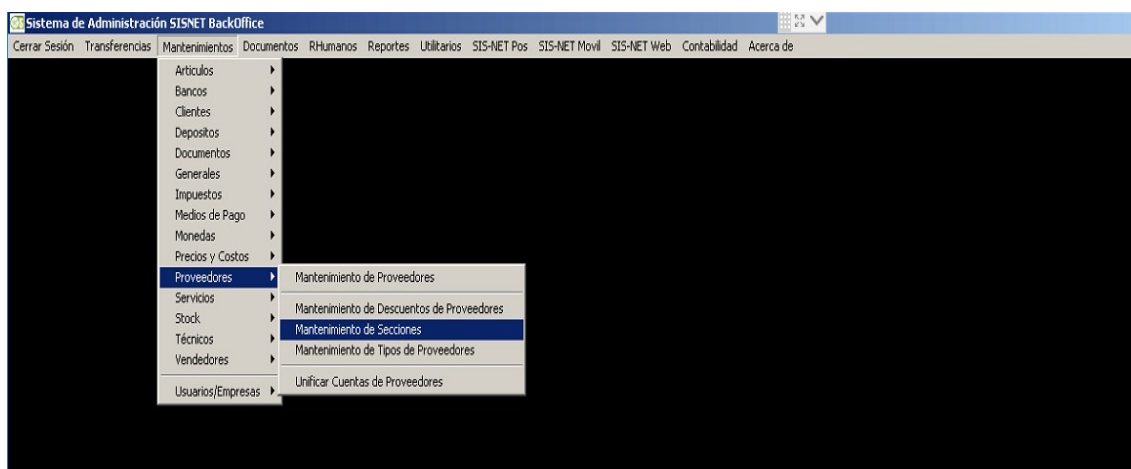 Sistema de Administración SISNET BackOffice
Cerrar Sesión Transferencias Mantenimientos Documentos RHumanos Reportes Utilitarios SIS-NET Pos SIS-NET Movil SIS-NET Web Contabilidad Acerca de
Articulos
Bancos
Clientes
Depositos
Documentos
Generales
Impuestos
Medios de Pago
Monedas
Precios y Costos
Proveedores
Servicios
Stock
Técnicos
Vendedores
Usuarios/Empresas
Mantenimiento de Proveedores
Mantenimiento de Descuentos de Proveedores
Mantenimiento de Secciones
Mantenimiento de Tipos de Proveedores
Unificar Cuentas de Proveedores